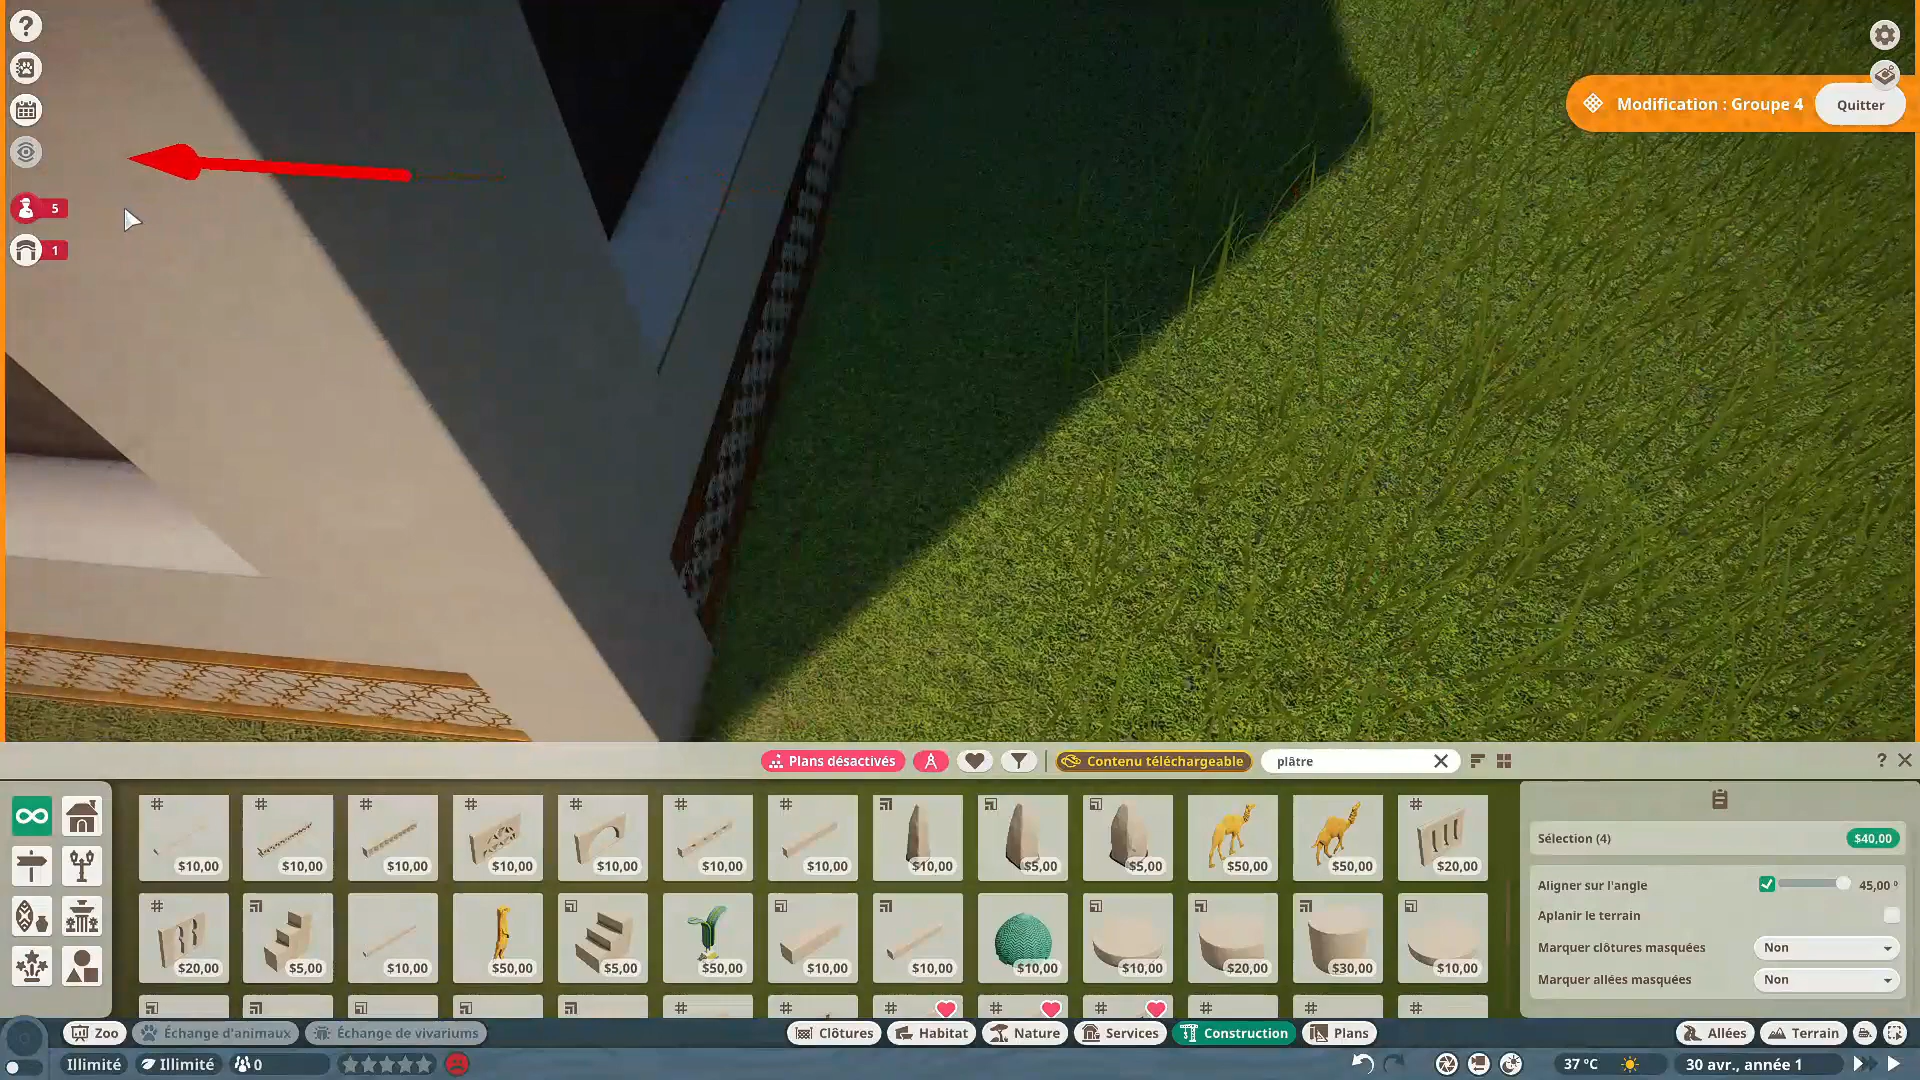 ?
Modification : Groupe 4
Quitter
5
1
Plans désactivés
Contenu téléchargeable
plâtre
?
$10,00
$10,00
$10,00
$10,00
$10,00
$10,00
$10,00
$10,00
$5,00
$5,00
$50,00
$50,00
$20,00
$20,00
$5,00
$10,00
$50,00
$5,00
$50,00
$10,00
$10,00
$10,00
$10,00
$20,00
$30,00
$10,00
Sélection (4)
$40,00
Aligner sur l'angle
45,00 º
Aplanir le terrain
Marquer clôtures masquées
Non
Marquer allées masquées
Non
Zoo
Échange d'animaux
Échange de vivariums
Clôtures
Habitat
Nature
Services
Construction
Plans
Allées
Terrain
Illimité
Illimité
0
37 °C
30 avr., année 1